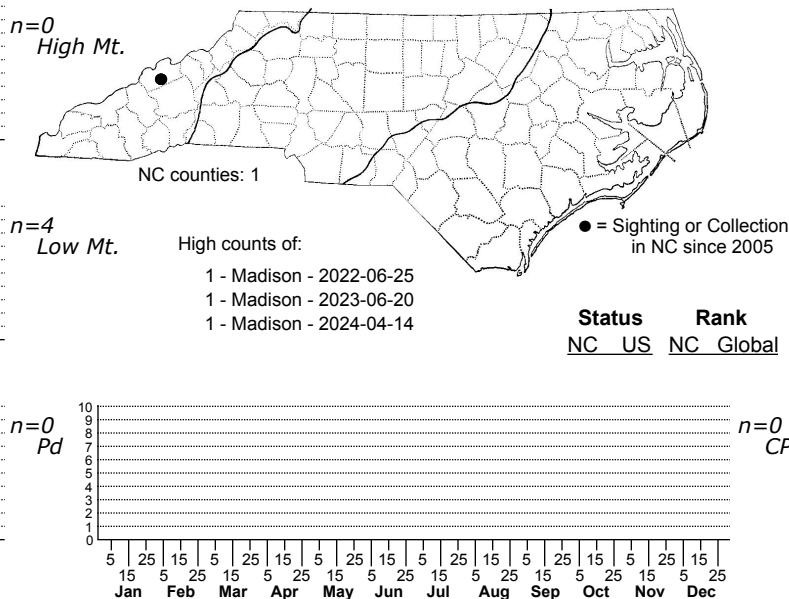 n=0
High Mt.
NC counties: 1
n=4
Low Mt.
High counts of:
1 - Madison - 2022-06-25
1 - Madison - 2023-06-20
1 - Madison - 2024-04-14
● = Sighting or Collection
in NC since 2005
Status Rank
NC US NC Global
n=0
Pd
10
9
8
7
6
5
4
3
2
1
0
n=0
CP
5 25 5 15 5 15 5 15 5 15 25 5 15 25 5 15 25 5 15 25 5 15 5 15 5 15 25 5 15
15 5 25 25 25 25 25
Jan Feb Mar Apr May Jun Jul Aug Sep Oct Nov Dec